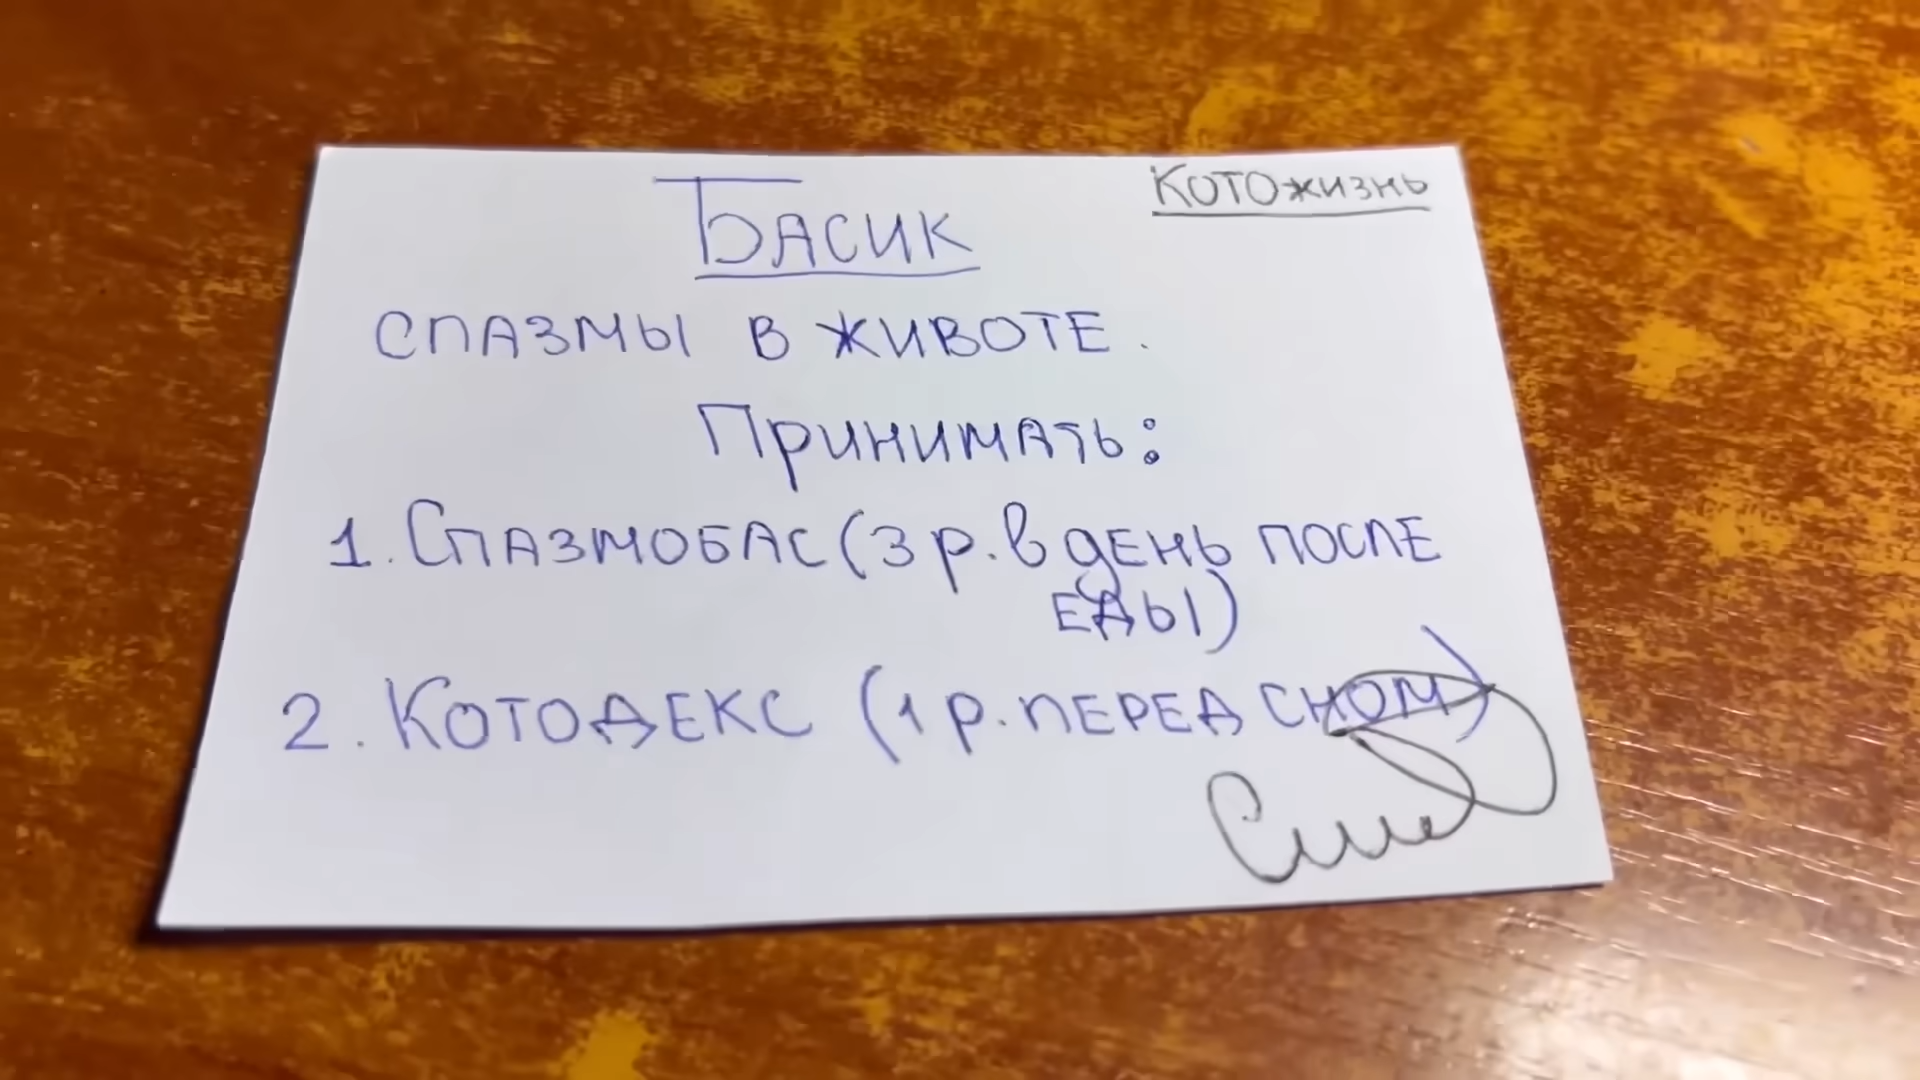 Котожизнь
Басик
спазмы в животе.
Принимать:
1. Спазмобас (3 р. в день после
еды)
2. Котодекс (1 р. перед сном)